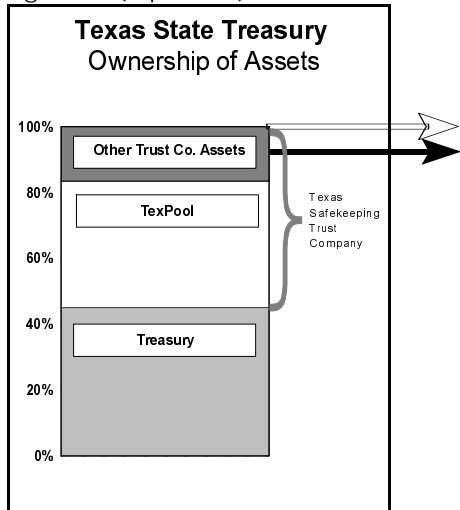 Texas State Treasury
Ownership of Assets
100%
Other Trust Co. Assets
80%
TexPool
Texas
Safekeeping
Trust
Company
60%
40%
Treasury
20%
0%